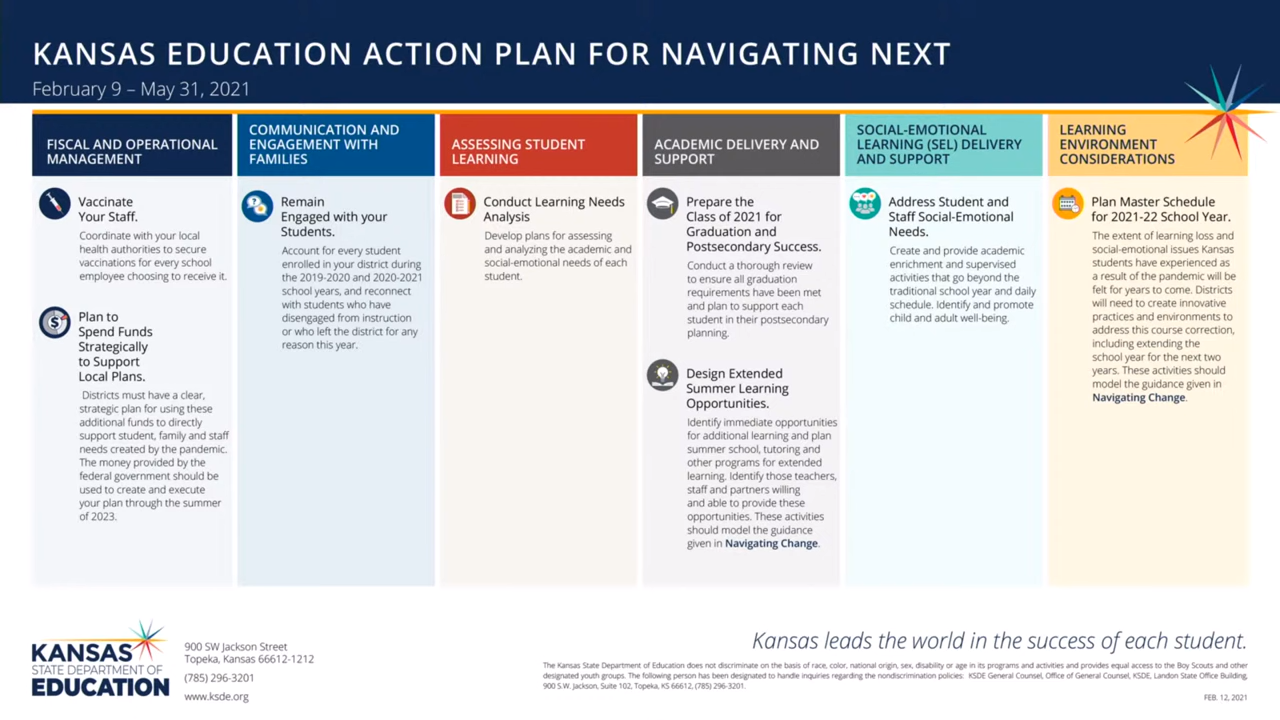 KANSAS EDUCATION ACTION PLAN FOR NAVIGATING NEXT
February 9 – May 31, 2021
FISCAL AND OPERATIONAL
MANAGEMENT
Vaccinate
Your Staff.
Coordinate with your local
health authorities to secure
vaccinations for every school
employee choosing to receive it.
Plan to
Spend Funds
Strategically
to Support
Local Plans.
Districts must have a clear,
strategic plan for using these
additional funds to directly
support student, family and staff
needs created by the pandemic.
The money provided by the
federal government should be
used to create and execute
your plan through the summer
of 2023.
COMMUNICATION AND
ENGAGEMENT WITH
FAMILIES
Remain
Engaged with your
Students.
Account for every student
enrolled in your district during
the 2019-2020 and 2020-2021
school years, and reconnect
with students who have
disengaged from instruction
or who left the district for any
reason this year.
ASSESSING STUDENT
LEARNING
Conduct Learning Needs
Analysis
Develop plans for assessing
and analyzing the academic and
social-emotional needs of each
student.
ACADEMIC DELIVERY AND
SUPPORT
Prepare the
Class of 2021 for
Graduation and
Postsecondary Success.
Conduct a thorough review
to ensure all graduation
requirements have been met
and plan to support each
student in their postsecondary
planning.
Design Extended
Summer Learning
Opportunities.
Identify immediate opportunities
for additional learning and plan
summer school, tutoring and
other programs for extended
learning. Identify those teachers,
staff and partners willing
and able to provide these
opportunities. These activities
should model the guidance
given in Navigating Change.
SOCIAL-EMOTIONAL
LEARNING (SEL) DELIVERY
AND SUPPORT
Address Student and
Staff Social-Emotional
Needs.
Create and provide academic
enrichment and supervised
activities that go beyond the
traditional school year and daily
schedule. Identify and promote
child and adult well-being.
LEARNING
ENVIRONMENT
CONSIDERATIONS
Plan Master Schedule
for 2021-22 School Year.
The extent of learning loss and
social-emotional issues Kansas
students have experienced as
a result of the pandemic will be
felt for years to come. Districts
will need to create innovative
practices and environments to
address this course correction,
including extending the
school year for the next two
years. These activities should
model the guidance given in
Navigating Change.
KANSAS
STATE DEPARTMENT OF
EDUCATION
900 SW Jackson Street
Topeka, Kansas 66612-1212
(785) 296-3201
www.ksde.org
Kansas leads the world in the success of each student.
The Kansas State Department of Education does not discriminate on the basis of race, color, national origin, sex, disability or age in its programs and activities and provides equal access to the Boy Scouts and other
designated youth groups. The following person has been designated to handle inquiries regarding the nondiscrimination policies: KSDE General Counsel, Office of General Counsel, KSDE, Landon State Office Building,
900 S.W. Jackson, Suite 102, Topeka, KS 66612, (785) 296-3201.
FEB. 12, 2021